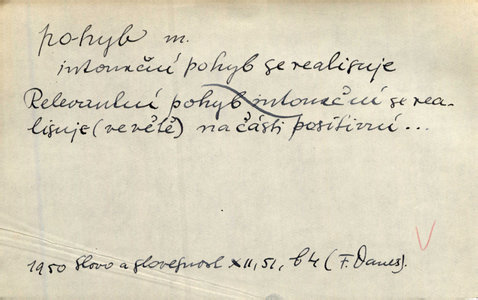 pohyb m.
intonační pohyb se realisuje
Relevantní pohyb intonační se rea-
lisuje (ve větě) na části positivní ...
1950 Slovo a slovesnost XII, 51, 64 (F. Daneš).